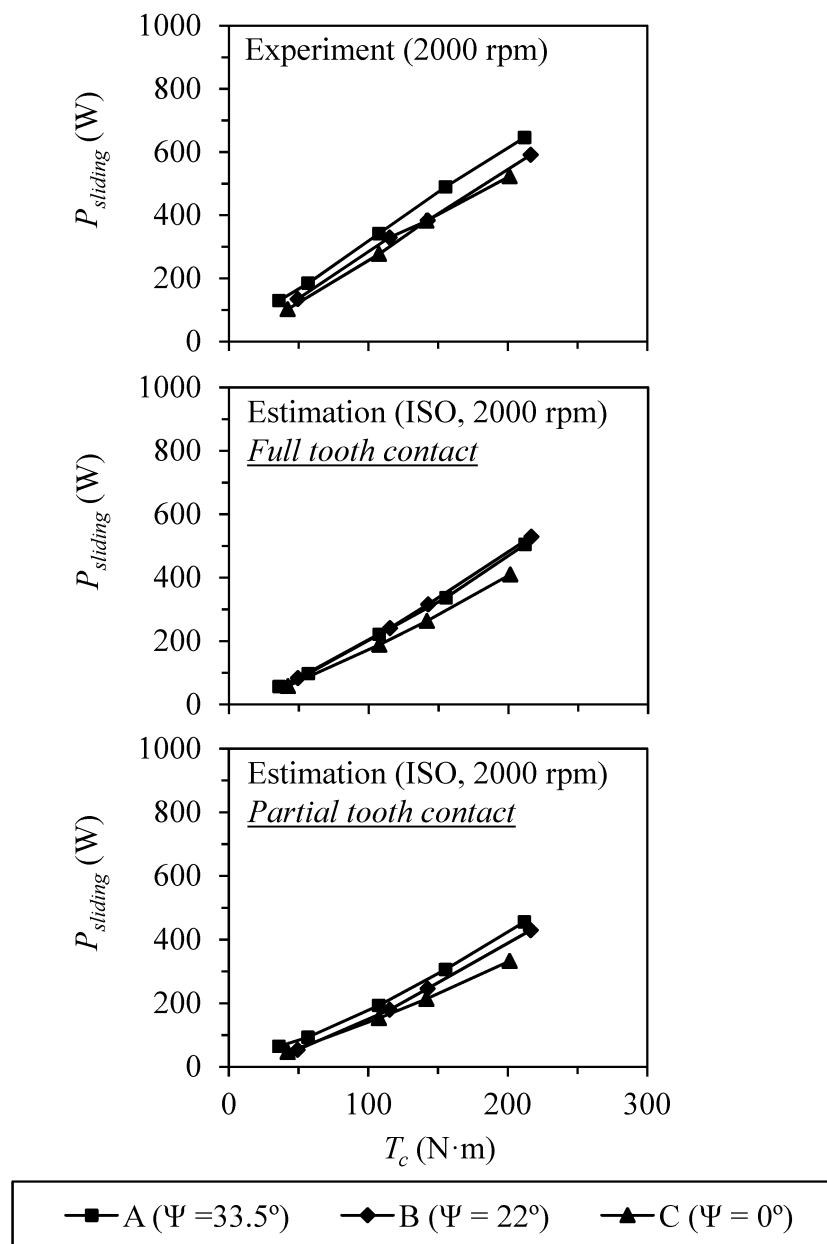 Experiment (2000 rpm)
1000
800
600
400
200
0
P_sliding (W)
Estimation (ISO, 2000 rpm)
Full tooth contact
1000
800
600
400
200
0
P_sliding (W)
Estimation (ISO, 2000 rpm)
Partial tooth contact
1000
800
600
400
200
0
P_sliding (W)
0 100 200 300
T_c (N·m)
A (Ψ =33.5º) B (Ψ = 22º) C (Ψ = 0º)